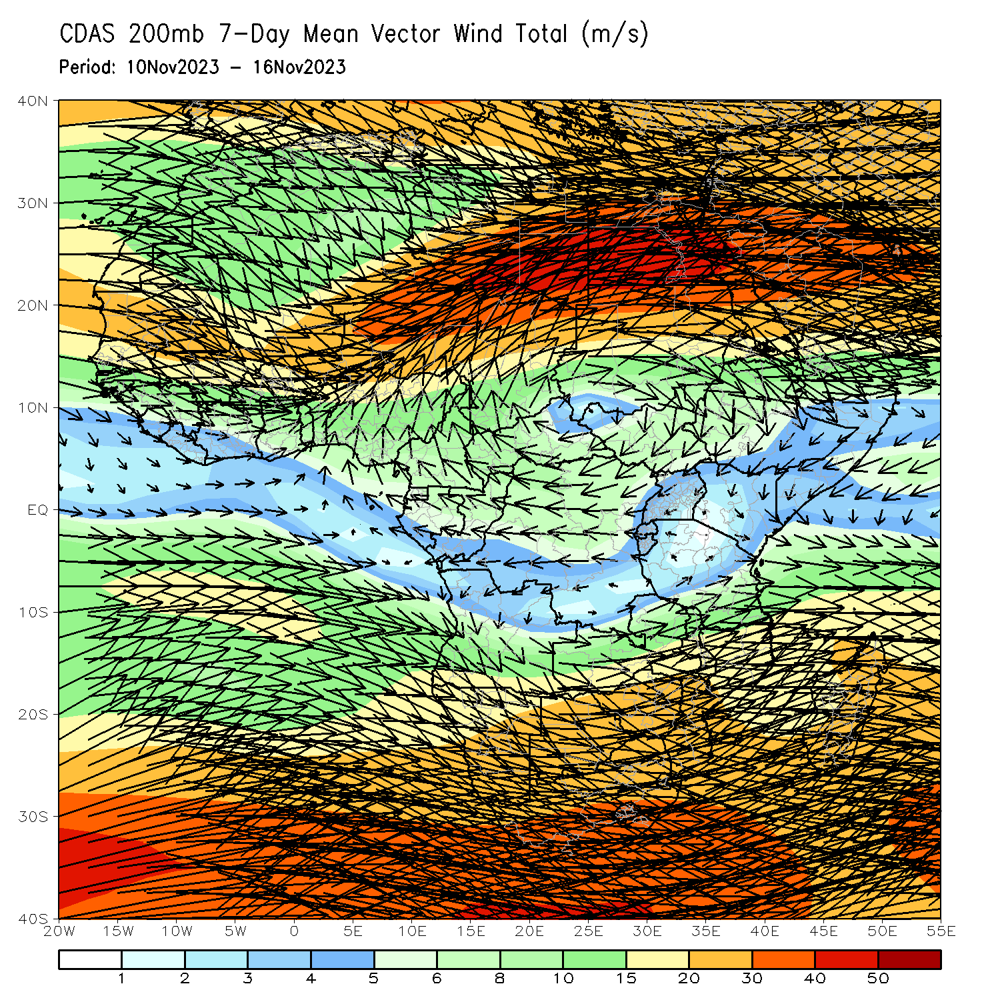 CDAS 200mb 7-Day Mean Vector Wind Total (m/s)
Period: 10Nov2023 - 16Nov2023
40N
30N
20N
10N
EQ
10S
20S
30S
40S
20W 15W 10W 5W 0 5E 10E 15E 20E 25E 30E 35E 40E 45E 50E 55E
1 2 3 4 5 6 8 10 15 20 30 40 50